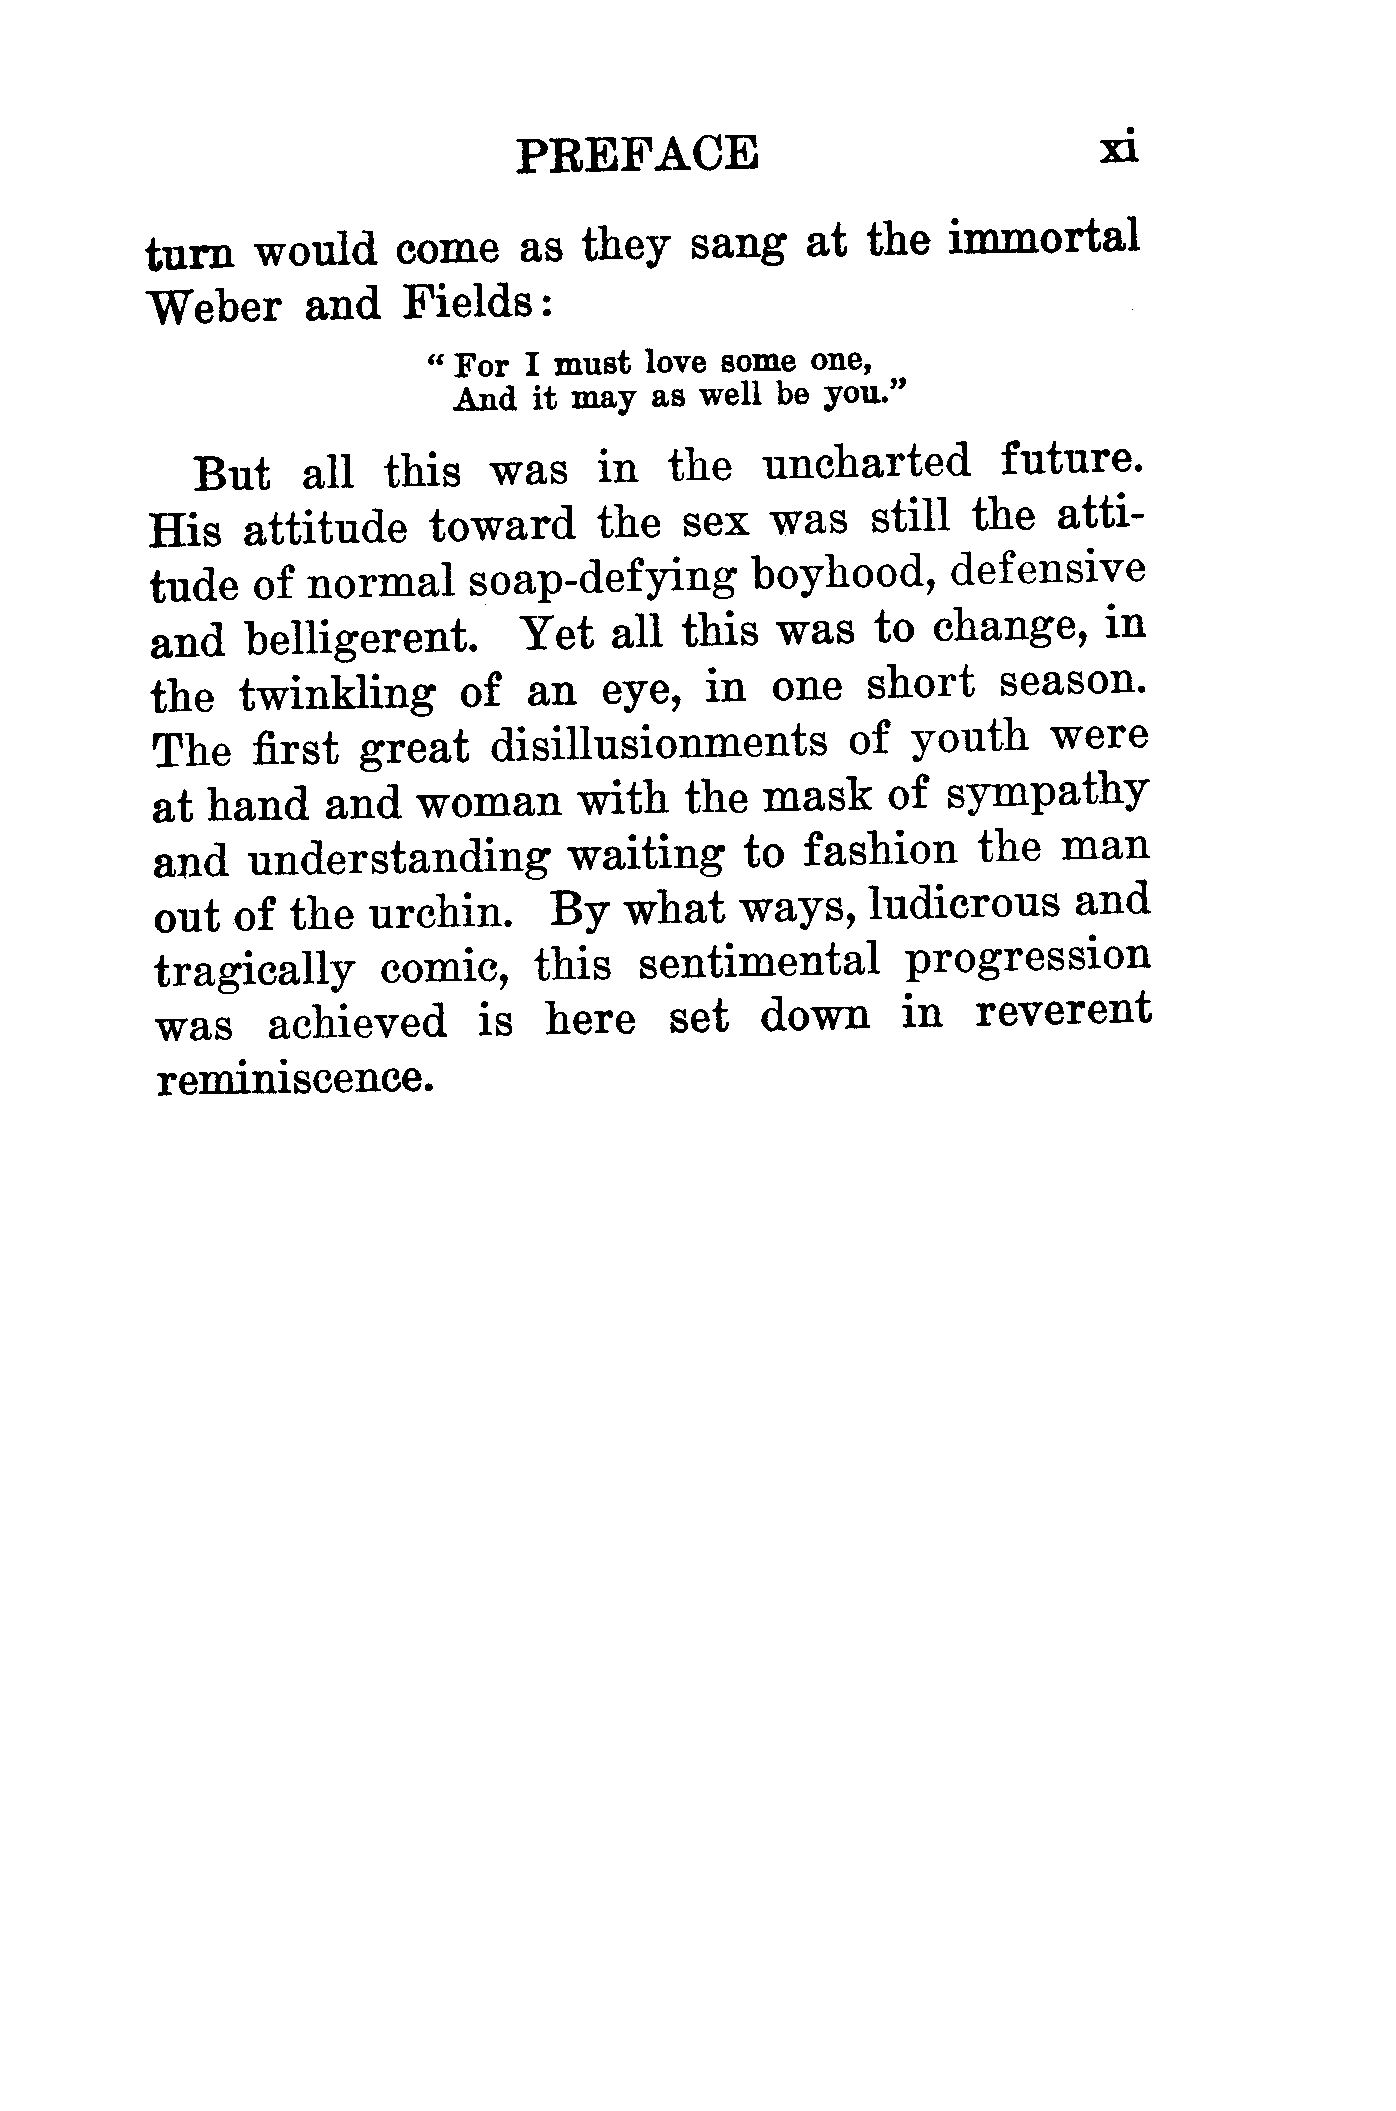 PREFACE xi
turn would come as they sang at the immortal
Weber and Fields:
“ For I must love some one,
And it may as well be you.”
But all this was in the uncharted future.
His attitude toward the sex was still the atti-
tude of normal soap-defying boyhood, defensive
and belligerent. Yet all this was to change, in
the twinkling of an eye, in one short season.
The first great disillusionments of youth were
at hand and woman with the mask of sympathy
and understanding waiting to fashion the man
out of the urchin. By what ways, ludicrous and
tragically comic, this sentimental progression
was achieved is here set down in reverent
reminiscence.